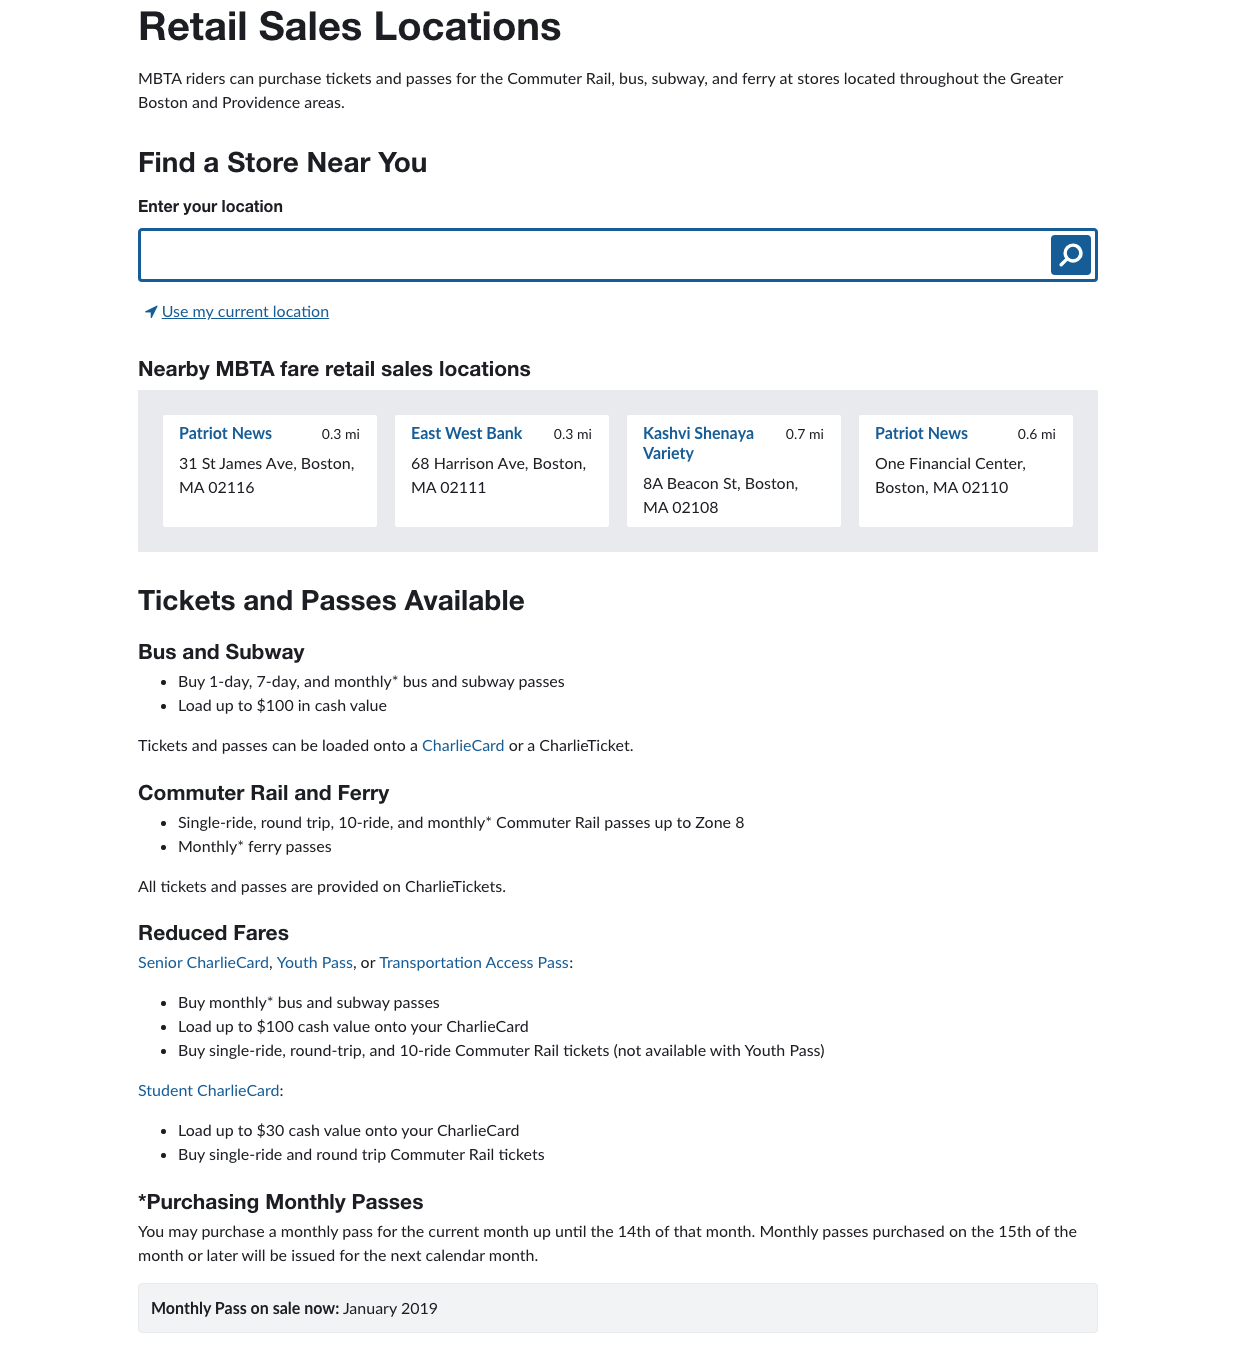 Retail Sales Locations
MBTA riders can purchase tickets and passes for the Commuter Rail, bus, subway, and ferry at stores located throughout the Greater
Boston and Providence areas.
Find a Store Near You
Enter your location
Use my current location
Nearby MBTA fare retail sales locations
Patriot News 0.3 mi
31 St James Ave, Boston,
MA 02116
East West Bank 0.3 mi
68 Harrison Ave, Boston,
MA 02111
Kashvi Shenaya 0.7 mi
Variety
8A Beacon St, Boston,
MA 02108
Patriot News 0.6 mi
One Financial Center,
Boston, MA 02110
Tickets and Passes Available
Bus and Subway
• Buy 1-day, 7-day, and monthly* bus and subway passes
• Load up to $100 in cash value
Tickets and passes can be loaded onto a CharlieCard or a CharlieTicket.
Commuter Rail and Ferry
• Single-ride, round trip, 10-ride, and monthly* Commuter Rail passes up to Zone 8
• Monthly* ferry passes
All tickets and passes are provided on CharlieTickets.
Reduced Fares
Senior CharlieCard, Youth Pass, or Transportation Access Pass:
• Buy monthly* bus and subway passes
• Load up to $100 cash value onto your CharlieCard
• Buy single-ride, round-trip, and 10-ride Commuter Rail tickets (not available with Youth Pass)
Student CharlieCard:
• Load up to $30 cash value onto your CharlieCard
• Buy single-ride and round trip Commuter Rail tickets
*Purchasing Monthly Passes
You may purchase a monthly pass for the current month up until the 14th of that month. Monthly passes purchased on the 15th of the
month or later will be issued for the next calendar month.
Monthly Pass on sale now: January 2019